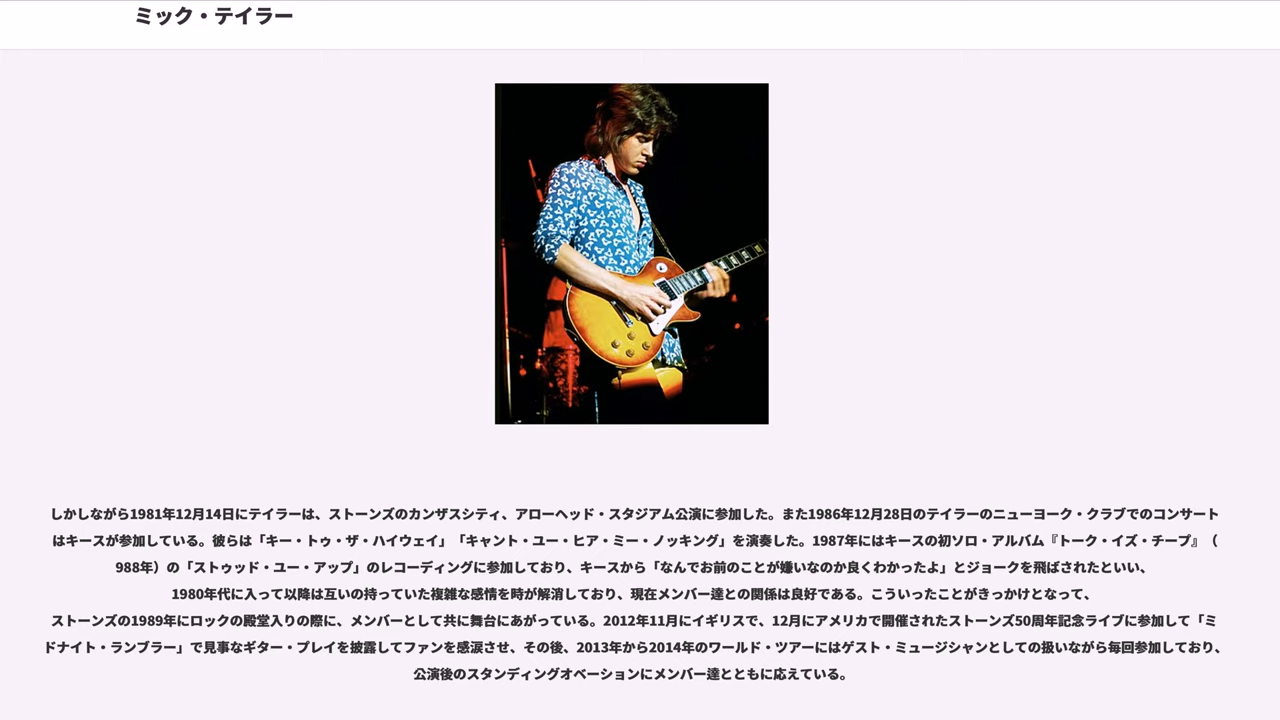 ミック・テイラー
しかしながら1981年12月14日にテイラーは、ストーンズのカンザスシティ、アローヘッド・スタジアム公演に参加した。また1986年12月28日のテイラーのニューヨーク・クラブでのコンサート
はキースが参加している。彼らは「キー・トゥ・ザ・ハイウェイ」「キャント・ユー・ヒア・ミー・ノッキング」を演奏した。1987年にはキースの初ソロ・アルバム『トーク・イズ・チープ』（
988年）の「ストゥッド・ユー・アップ」のレコーディングに参加しており、キースから「なんでお前のことが嫌いなのか良くわかったよ」とジョークを飛ばされたといい、
1980年代に入って以降は互いの持っていた複雑な感情を時が解消しており、現在メンバー達との関係は良好である。こういったことがきっかけとなって、
ストーンズの1989年にロックの殿堂入りの際に、メンバーとして共に舞台にあがっている。2012年11月にイギリスで、12月にアメリカで開催されたストーンズ50周年記念ライブに参加して「ミ
ドナイト・ランブラー」で見事なギター・プレイを披露してファンを感涙させ、その後、2013年から2014年のワールド・ツアーにはゲスト・ミュージシャンとしての扱いながら毎回参加しており、
公演後のスタンディングオベーションにメンバー達とともに応えている。